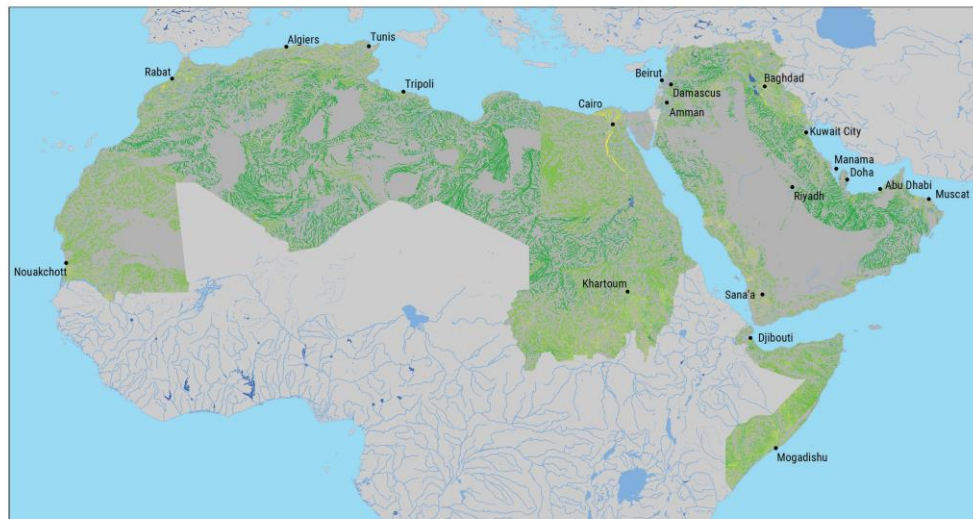 Algiers
Tunis
Rabat
Tripoli
Beirut
Damascus
Baghdad
Amman
Cairo
Kuwait City
Manama
Doha
Abu Dhabi
Muscat
Riyadh
Nouakchott
Khartoum
Sana'a
Djibouti
Mogadishu